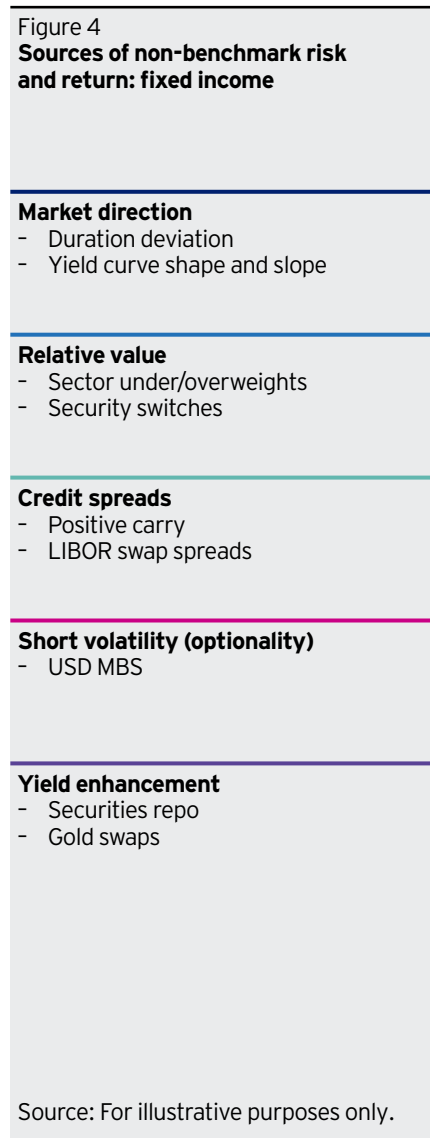 Figure 4
Sources of non-benchmark risk
and return: fixed income
Market direction
– Duration deviation
– Yield curve shape and slope
Relative value
– Sector under/overweights
– Security switches
Credit spreads
– Positive carry
– LIBOR swap spreads
Short volatility (optionality)
– USD MBS
Yield enhancement
– Securities repo
– Gold swaps
Source: For illustrative purposes only.